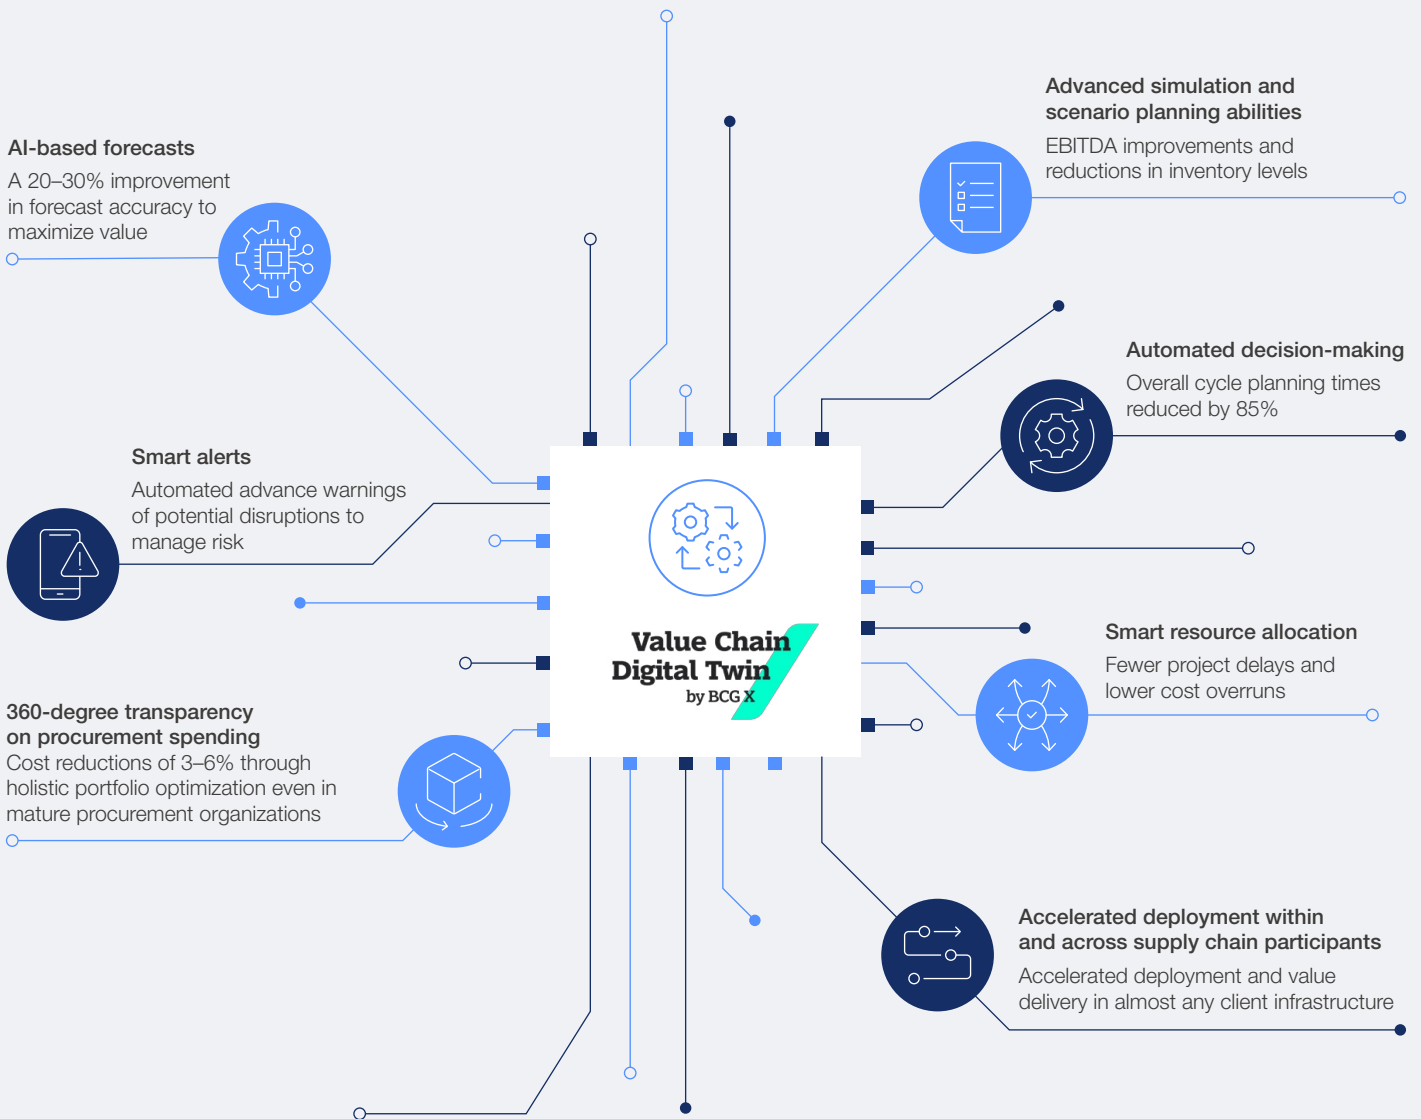 AI-based forecasts
A 20–30% improvement
in forecast accuracy to
maximize value
Smart alerts
Automated advance warnings
of potential disruptions to
manage risk
360-degree transparency
on procurement spending
Cost reductions of 3–6% through
holistic portfolio optimization even in
mature procurement organizations
Value Chain
Digital Twin
by BCG X
Advanced simulation and
scenario planning abilities
EBITDA improvements and
reductions in inventory levels
Automated decision-making
Overall cycle planning times
reduced by 85%
Smart resource allocation
Fewer project delays and
lower cost overruns
Accelerated deployment within
and across supply chain participants
Accelerated deployment and value
delivery in almost any client infrastructure